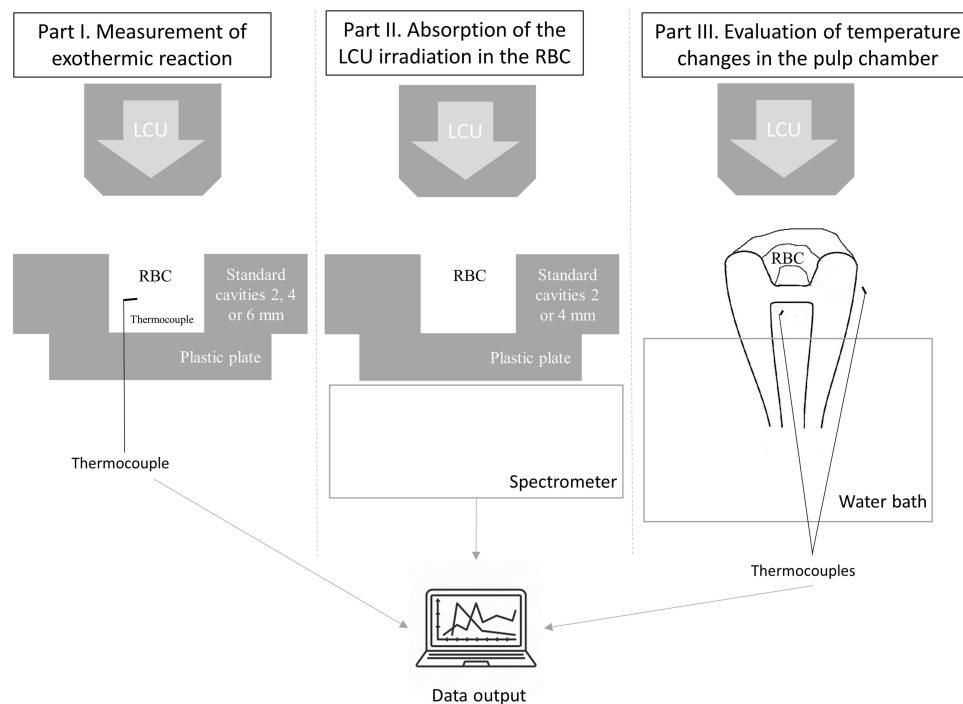 Part I. Measurement of
exothermic reaction
LCU
RBC
Standard
cavities 2, 4
or 6 mm
Thermocouple
Plastic plate
Thermocouple
Part II. Absorption of the
LCU irradiation in the RBC
LCU
RBC
Standard
cavities 2
or 4 mm
Plastic plate
Spectrometer
Part III. Evaluation of temperature
changes in the pulp chamber
LCU
RBC
Water bath
Thermocouples
Data output